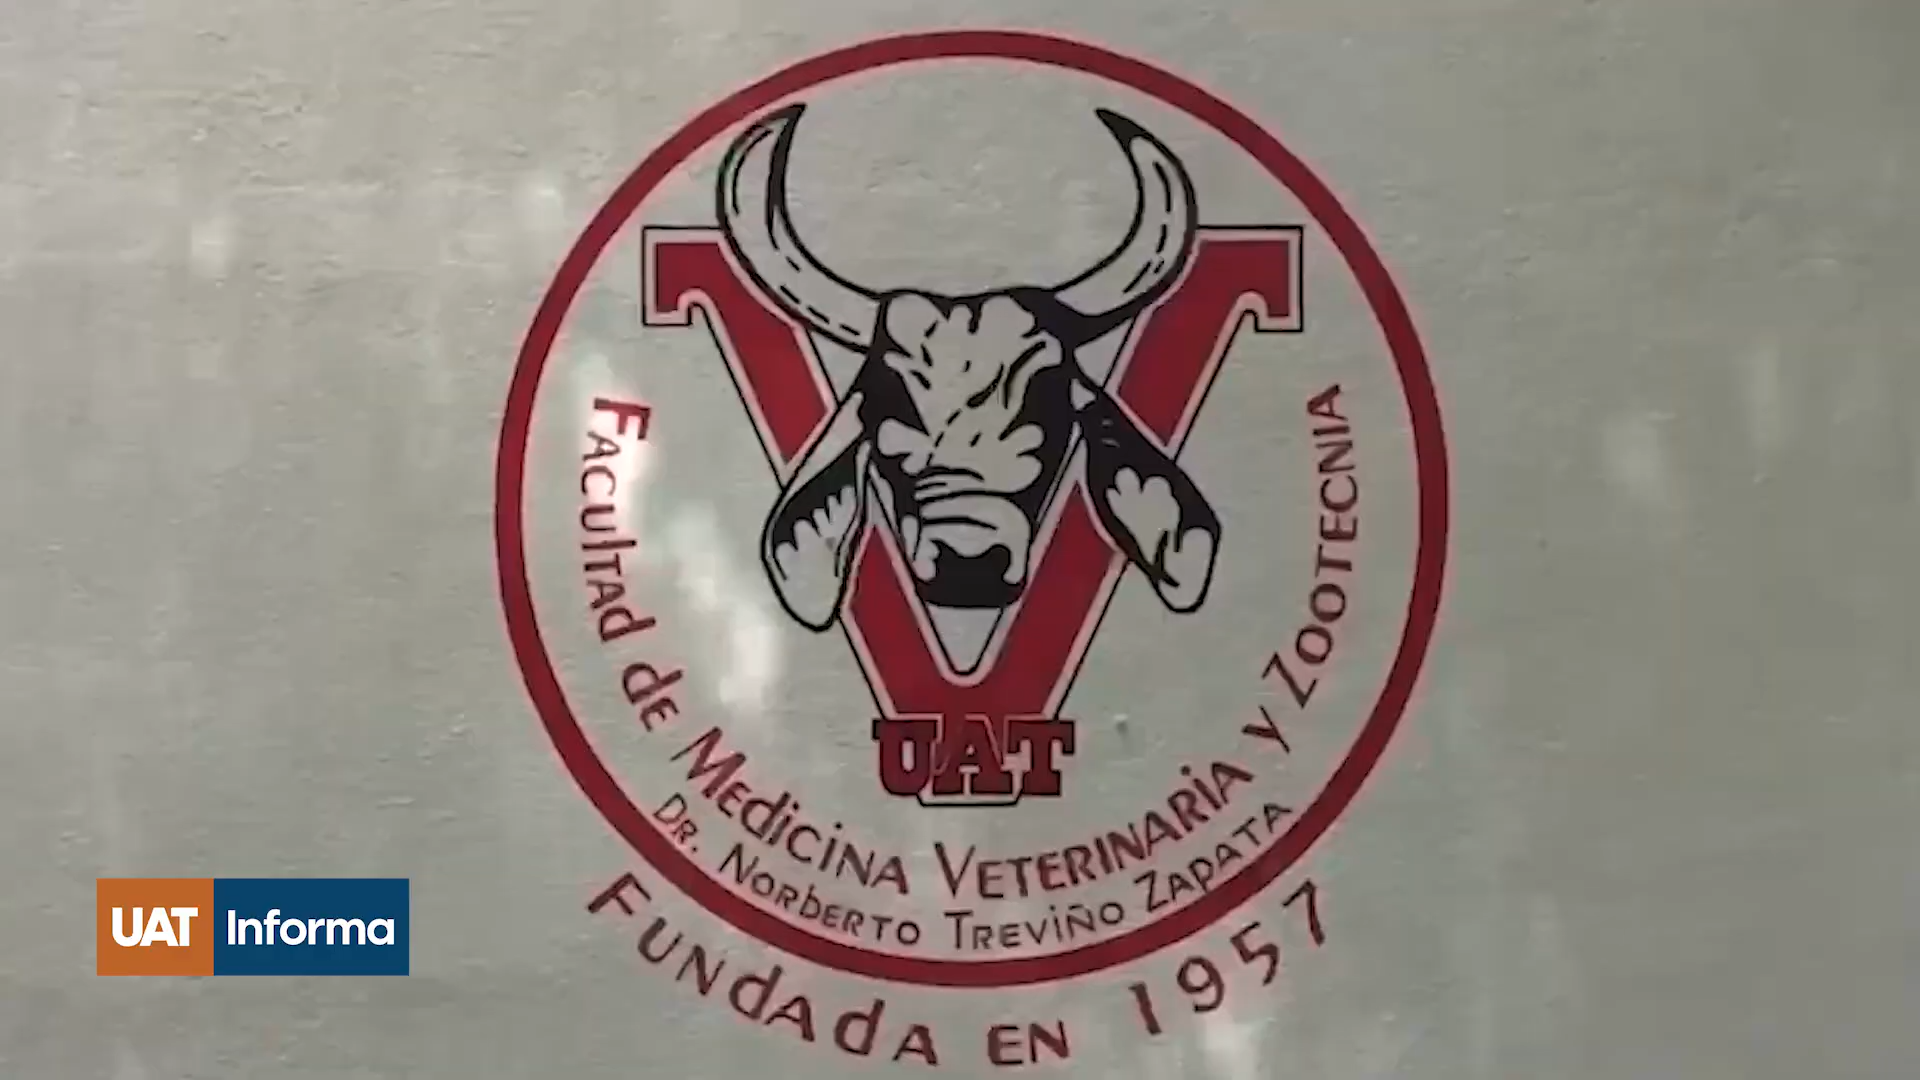 V
UAT
FACULTAD DE MEDICINA VETERINARIA Y ZOOTECNIA
DR. NORBERTO TREVIÑO ZAPATA
FUNDADA EN 1957
UAT Informa